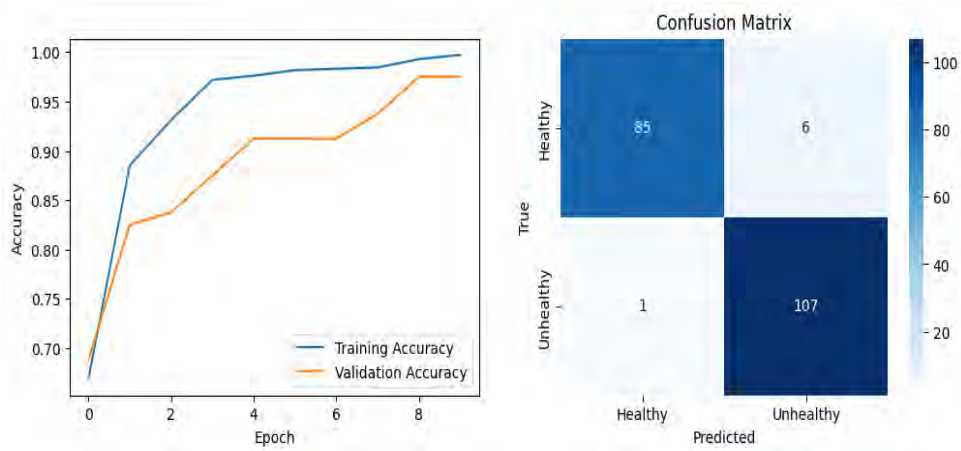 1.00
0.95
0.90
0.85
0.80
0.75
0.70
Accuracy
0 2 4 6 8
Epoch
Training Accuracy
Validation Accuracy
Confusion Matrix
True
Healthy
Unhealthy
85 6
1 107
Healthy Unhealthy
Predicted
100
80
60
40
20